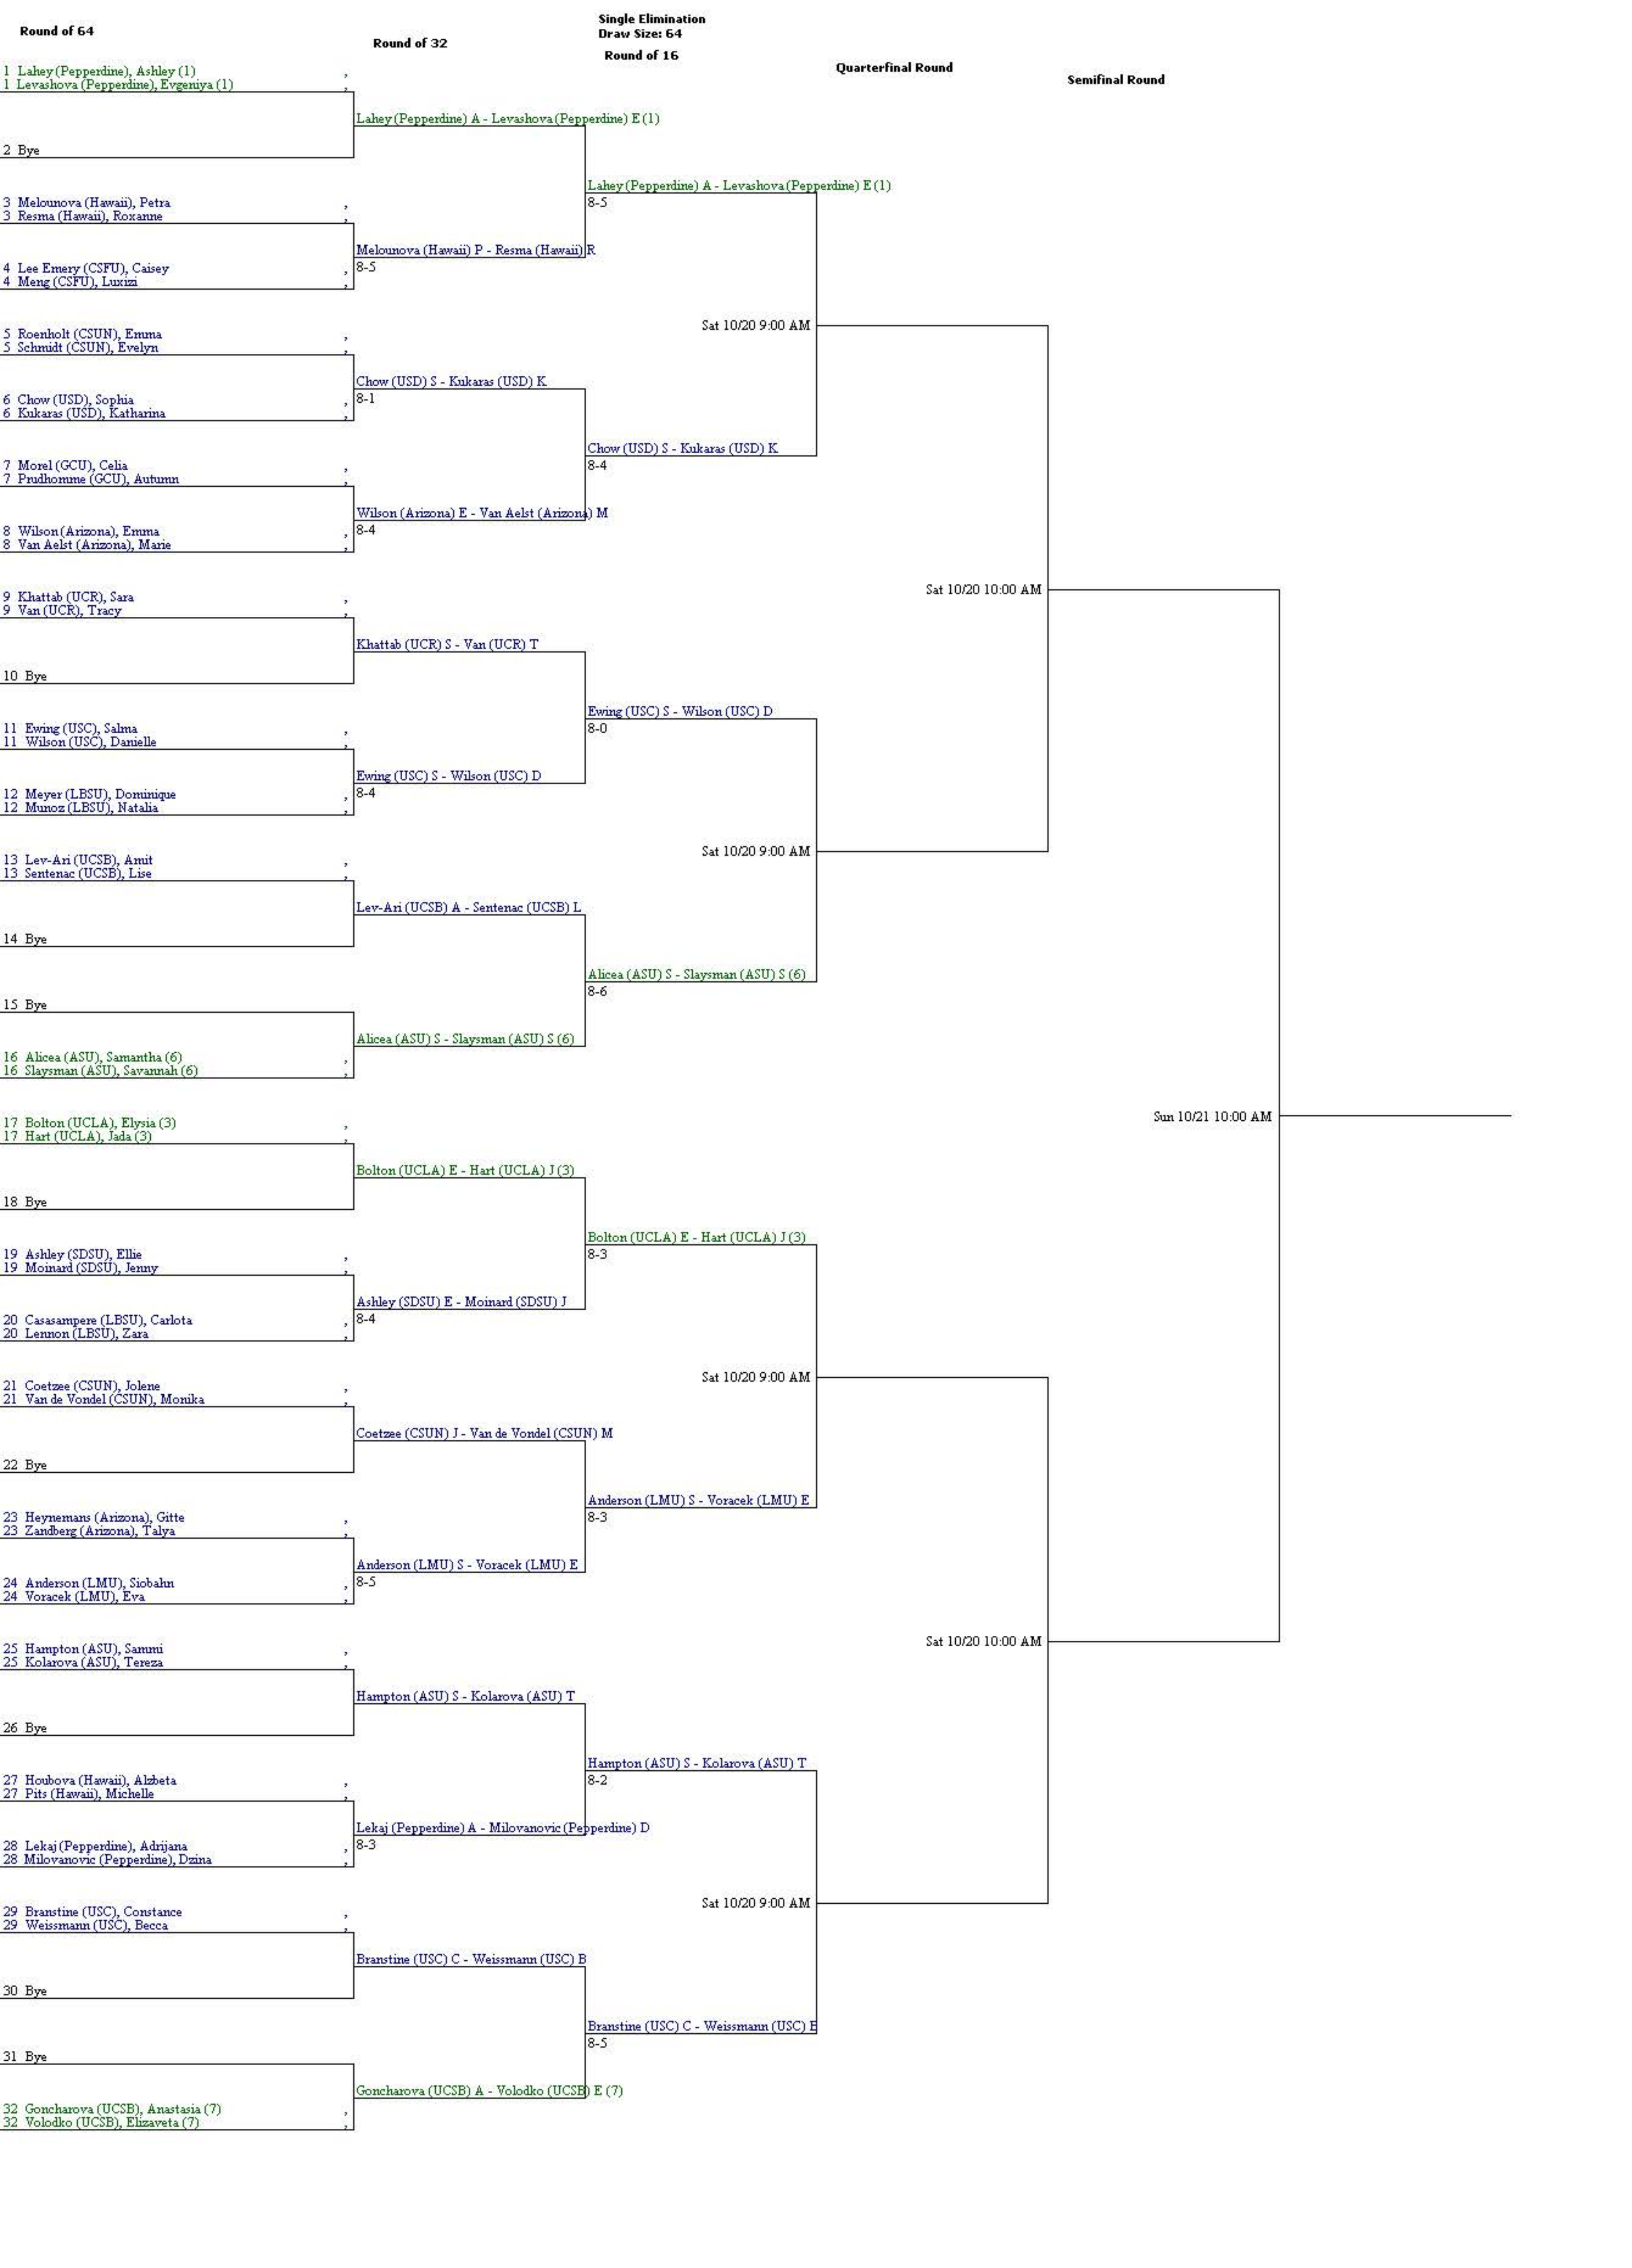 Single Elimination
Draw Size: 64
Round of 64
Round of 32
Round of 16
Quarterfinal Round
Semifinal Round
1 Lahey (Pepperdine), Ashley (1) ,
1 Levashova (Pepperdine), Evgeniya (1) ,
Lahey (Pepperdine) A - Levashova (Pepperdine) E (1)
2 Bye
Lahey (Pepperdine) A - Levashova (Pepperdine) E (1)
8-5
3 Melounova (Hawaii), Petra ,
3 Resma (Hawaii), Roxanne ,
Melounova (Hawaii) P - Resma (Hawaii) R
8-5
4 Lee Emery (CSFU), Caisey ,
4 Meng (CSFU), Luxizi ,
Sat 10/20 9:00 AM
5 Roenholt (CSUN), Emma ,
5 Schmidt (CSUN), Evelyn ,
Chow (USD) S - Kukaras (USD) K
8-1
6 Chow (USD), Sophia ,
6 Kukaras (USD), Katharina ,
Chow (USD) S - Kukaras (USD) K
8-4
7 Morel (GCU), Celia ,
7 Prudhomme (GCU), Autumn ,
Wilson (Arizona) E - Van Aelst (Arizona) M
8-4
8 Wilson (Arizona), Emma ,
8 Van Aelst (Arizona), Marie ,
Sat 10/20 10:00 AM
9 Khattab (UCR), Sara ,
9 Van (UCR), Tracy ,
Khattab (UCR) S - Van (UCR) T
10 Bye
Ewing (USC) S - Wilson (USC) D
8-0
11 Ewing (USC), Salma ,
11 Wilson (USC), Danielle ,
Ewing (USC) S - Wilson (USC) D
8-4
12 Meyer (LBSU), Dominique ,
12 Munoz (LBSU), Natalia ,
Sat 10/20 9:00 AM
13 Lev-Ari (UCSB), Amit ,
13 Sentenac (UCSB), Lise ,
Lev-Ari (UCSB) A - Sentenac (UCSB) L
14 Bye
Alicea (ASU) S - Slaysman (ASU) S (6)
8-6
15 Bye
Alicea (ASU) S - Slaysman (ASU) S (6)
16 Alicea (ASU), Samantha (6) ,
16 Slaysman (ASU), Savannah (6) ,
Sun 10/21 10:00 AM
17 Bolton (UCLA), Elysia (3) ,
17 Hart (UCLA), Jada (3) ,
Bolton (UCLA) E - Hart (UCLA) J (3)
18 Bye
Bolton (UCLA) E - Hart (UCLA) J (3)
8-3
19 Ashley (SDSU), Ellie ,
19 Moinard (SDSU), Jenny ,
Ashley (SDSU) E - Moinard (SDSU) J
8-4
20 Casasampere (LBSU), Carlota ,
20 Lennon (LBSU), Zara ,
Sat 10/20 9:00 AM
21 Coetzee (CSUN), Jolene ,
21 Van de Vondel (CSUN), Monika ,
Coetzee (CSUN) J - Van de Vondel (CSUN) M
22 Bye
Anderson (LMU) S - Voracek (LMU) E
8-3
23 Heynemans (Arizona), Gitte ,
23 Zandberg (Arizona), Talya ,
Anderson (LMU) S - Voracek (LMU) E
8-5
24 Anderson (LMU), Siobahn ,
24 Voracek (LMU), Eva ,
Sat 10/20 10:00 AM
25 Hampton (ASU), Sammi ,
25 Kolarova (ASU), Tereza ,
Hampton (ASU) S - Kolarova (ASU) T
26 Bye
Hampton (ASU) S - Kolarova (ASU) T
8-2
27 Houbova (Hawaii), Alzbeta ,
27 Pits (Hawaii), Michelle ,
Lekaj (Pepperdine) A - Milovanovic (Pepperdine) D
8-3
28 Lekaj (Pepperdine), Adrijana ,
28 Milovanovic (Pepperdine), Dzina ,
Sat 10/20 9:00 AM
29 Branstine (USC), Constance ,
29 Weissmann (USC), Becca ,
Branstine (USC) C - Weissmann (USC) B
30 Bye
Branstine (USC) C - Weissmann (USC) B
8-5
31 Bye
Goncharova (UCSB) A - Volodko (UCSB) E (7)
32 Goncharova (UCSB), Anastasia (7) ,
32 Volodko (UCSB), Elizaveta (7) ,